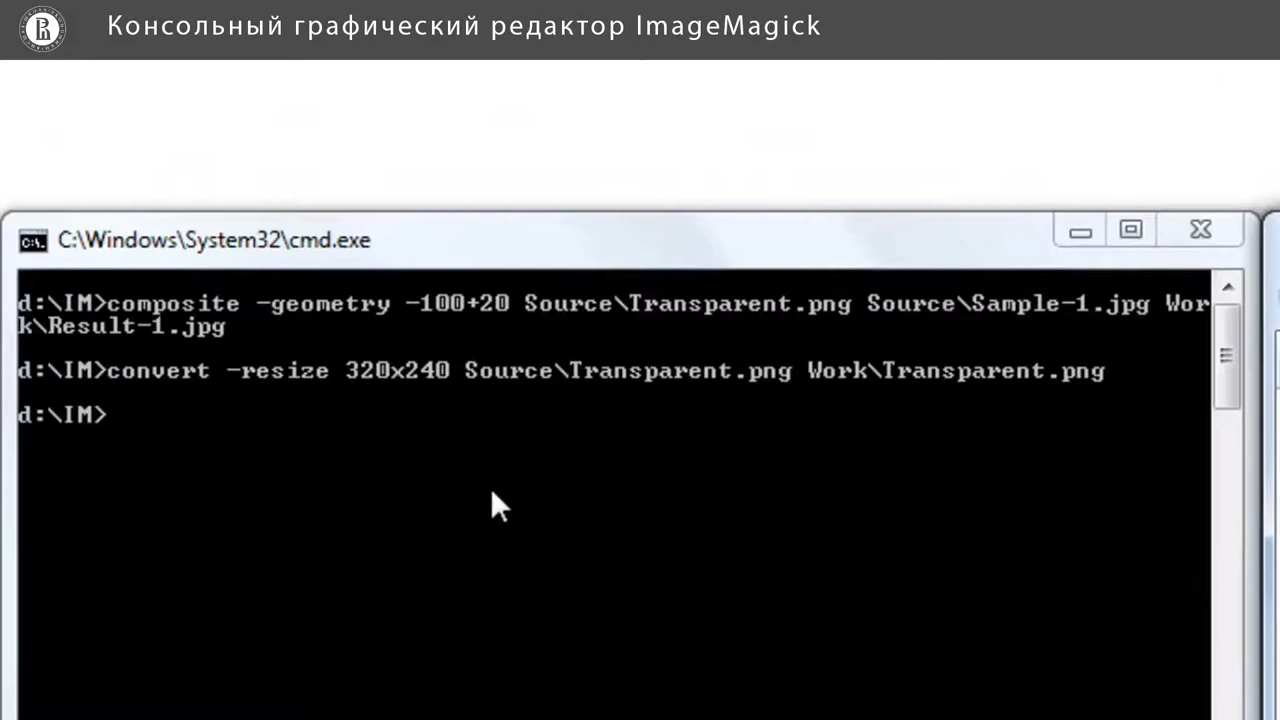 Консольный графический редактор ImageMagick
C:\Windows\System32\cmd.exe
d:\IM>composite -geometry -100+20 Source\Transparent.png Source\Sample-1.jpg Wor
k\Result-1.jpg
d:\IM>convert -resize 320x240 Source\Transparent.png Work\Transparent.png
d:\IM>